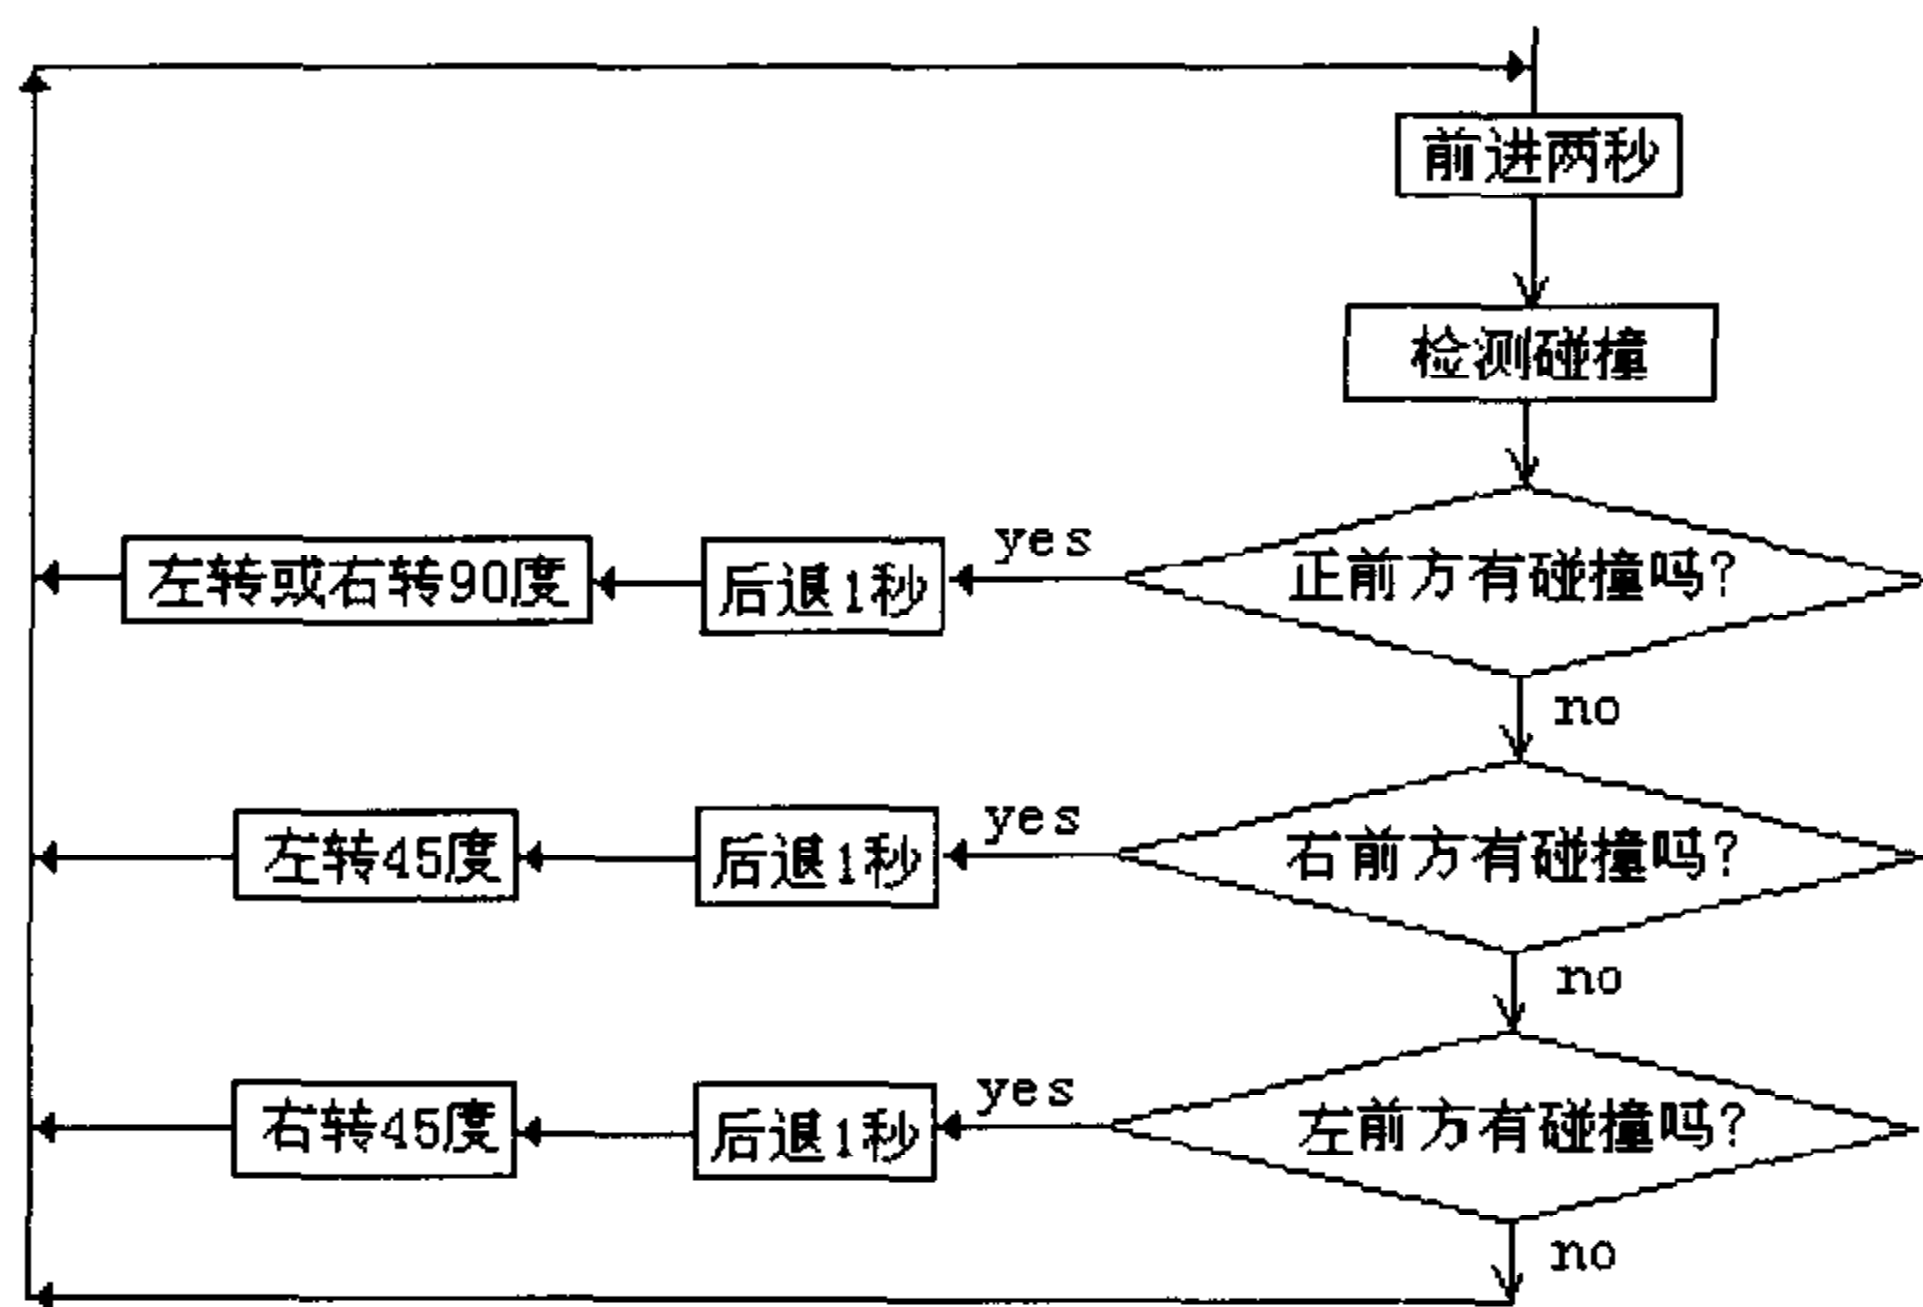 前进两秒
检测碰撞
正前方有碰撞吗?
yes
后退1秒
左转或右转90度
no
右前方有碰撞吗?
yes
后退1秒
左转45度
no
左前方有碰撞吗?
yes
后退1秒
右转45度
no